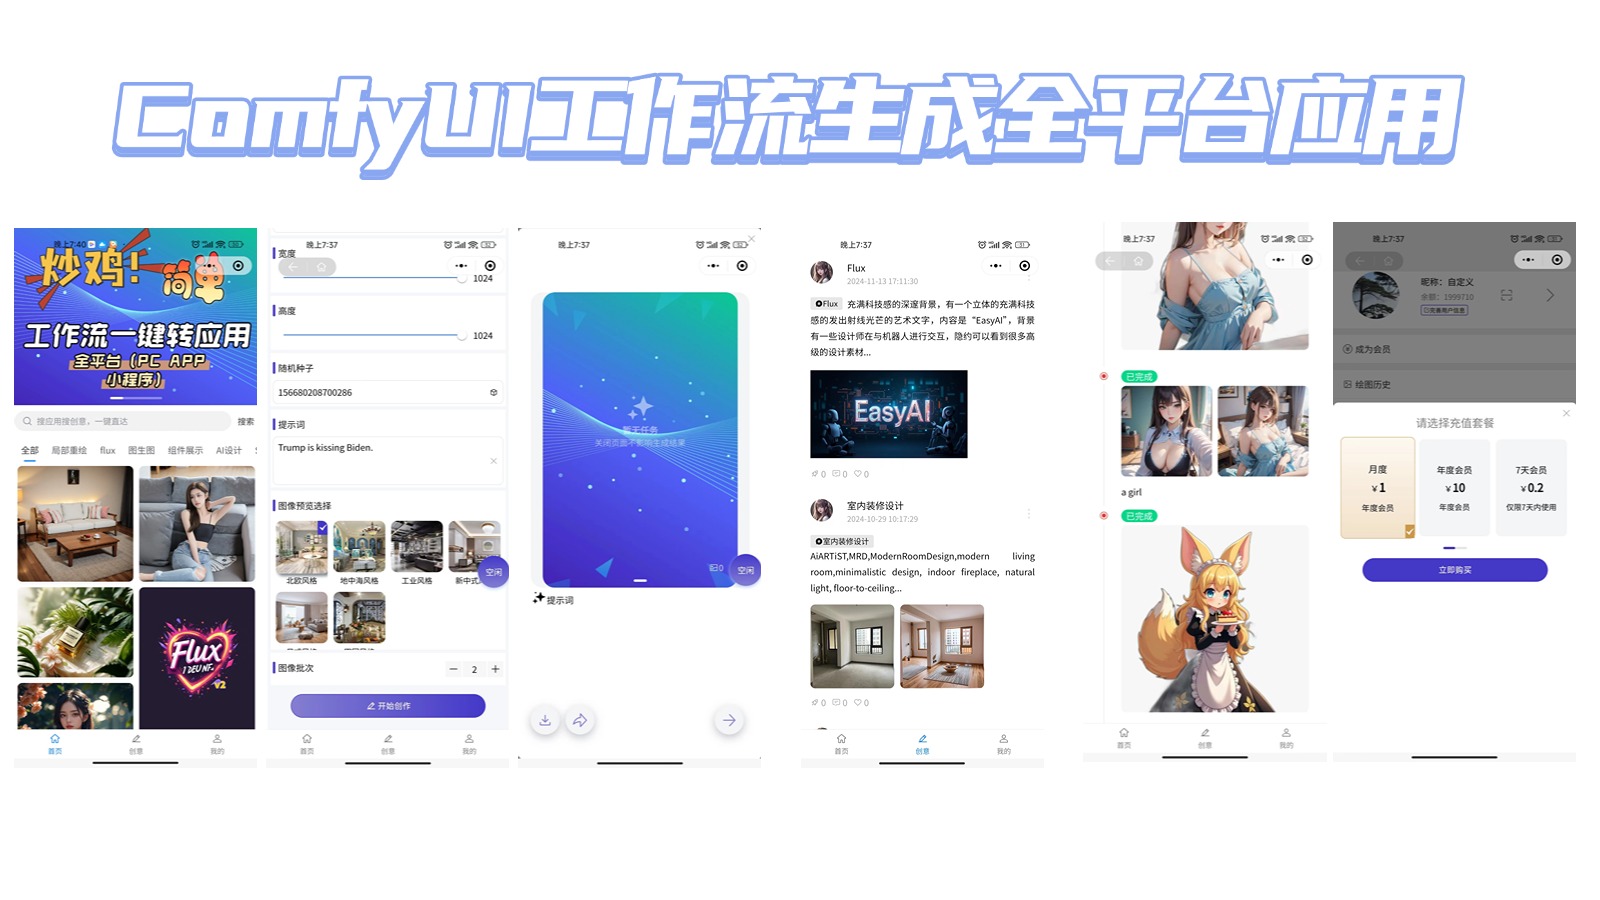 ComfyUI工作流生成全平台应用
晚上7:40
炒鸡!
简单
工作流一键转应用
全平台（PC APP
小程序）
搜应用搜创意，一键直达
搜索
全部 局部重绘 flux 图生图 组件展示 AI设计
Flux
v2
首页 创意 我的
晚上7:37
宽度
1024
高度
1024
随机种子
156680208700286
提示词
Trump is kissing Biden.
图像预览选择
北欧风格 地中海风格 工业风格 新中式
空闲
图像批次
2
开始创作
首页 创意 我的
晚上7:37
暂无任务
关闭页面不影响生成结果
0
空闲
提示词
晚上7:37
Flux
2024-11-13 17:11:30
Flux 充满科技感的深邃背景，有一个立体的充满科技
感的发出射线光芒的艺术文字，内容是 “EasyAI”，背景
有一些设计师在与机器人进行交互，隐约可以看到很多高
级的设计素材...
EasyAI
0 0 0
室内装修设计
2024-10-29 10:17:29
室内装修设计
AiARTiST,MRD,ModernRoomDesign,modern living
room,minimalistic design, indoor fireplace, natural
light, floor-to-ceiling...
0 0 0
首页 创意 我的
晚上7:37
已完成
a girl
已完成
首页 创意 我的
晚上7:37
昵称：自定义
余额：1999710
已完善用户信息
成为会员
绘图历史
请选择充值套餐
月度 年度会员 7天会员
￥1 ￥10 ￥0.2
年度会员 年度会员 仅限7天内使用
立即购买